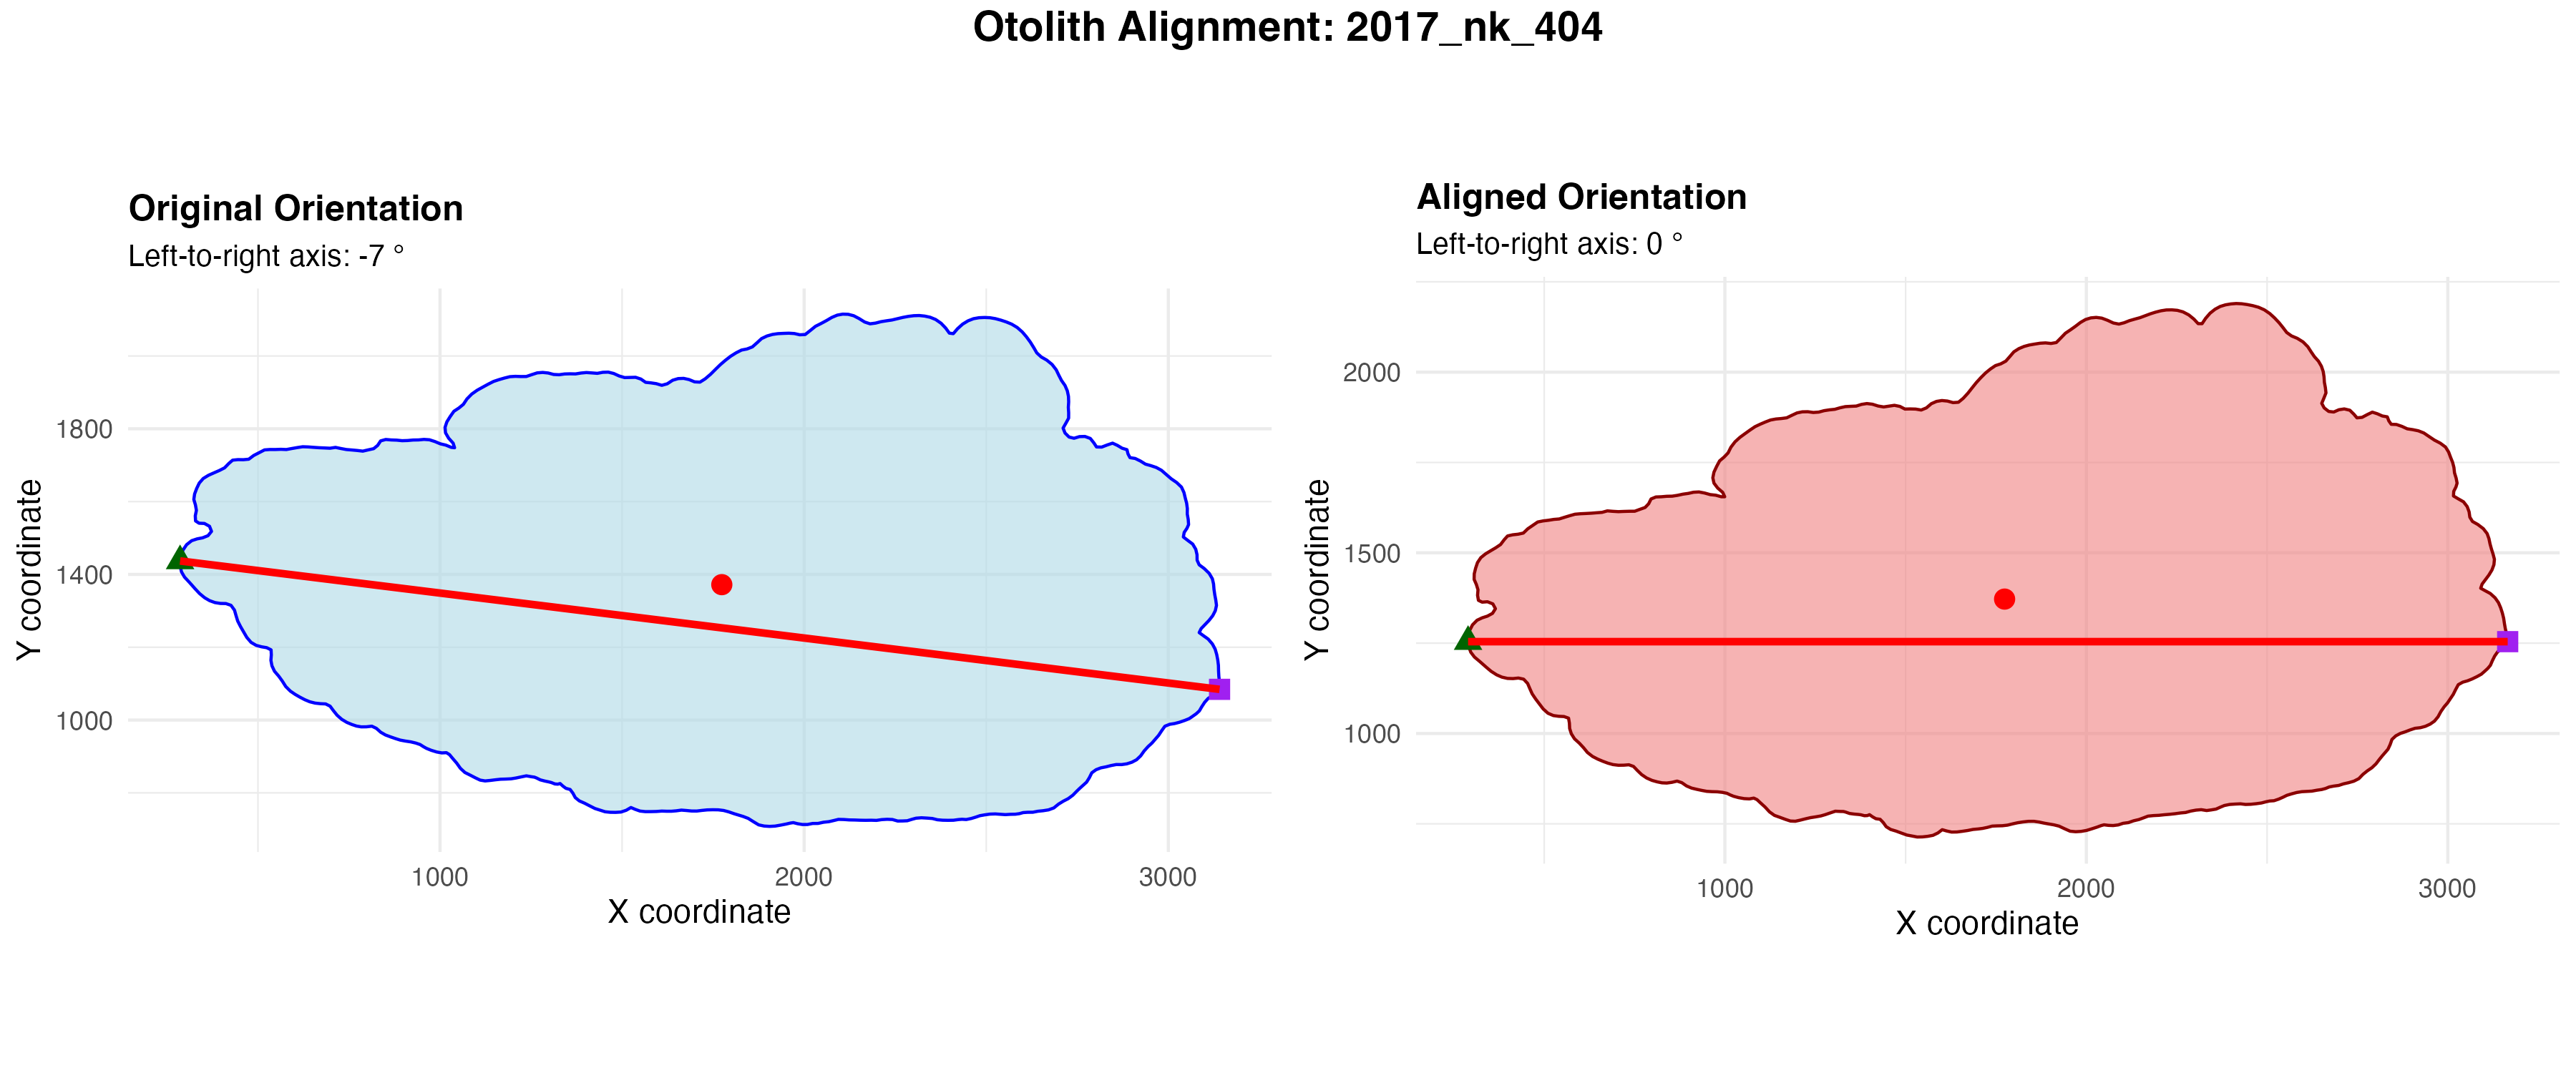 Otolith Alignment: 2017_nk_404
Original Orientation
Left-to-right axis: -7 °
Y coordinate
1800
1400
1000
1000 2000 3000
X coordinate
Aligned Orientation
Left-to-right axis: 0 °
Y coordinate
2000
1500
1000
1000 2000 3000
X coordinate